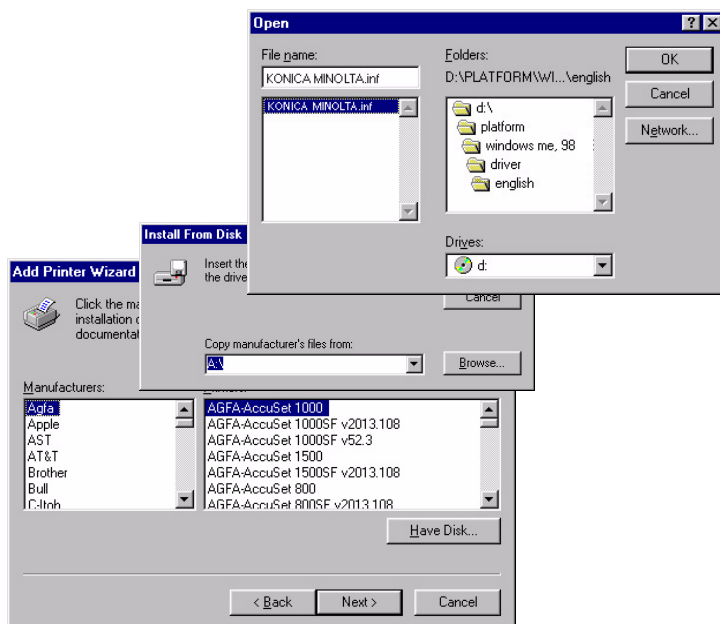 Open
File name:
KONICA MINOLTA.inf
KONICA MINOLTA.inf
Folders:
D:\PLATFORM\WI...\english
d:\
platform
windows me, 98
driver
english
Drives:
d:
OK
Cancel
Network...
Install From Disk
Insert the
the drive
Cancel
Copy manufacturer's files from:
A:\
Browse...
Add Printer Wizard
Click the
installation
documentat
Manufacturers:
Agfa
Apple
AST
AT&T
Brother
Bull
C-Itoh
AGFA-AccuSet 1000
AGFA-AccuSet 1000SF v2013.108
AGFA-AccuSet 1000SF v52.3
AGFA-AccuSet 1500
AGFA-AccuSet 1500SF v2013.108
AGFA-AccuSet 800
AGFA-AccuSet 800SF v2013.108
Have Disk...
< Back
Next >
Cancel